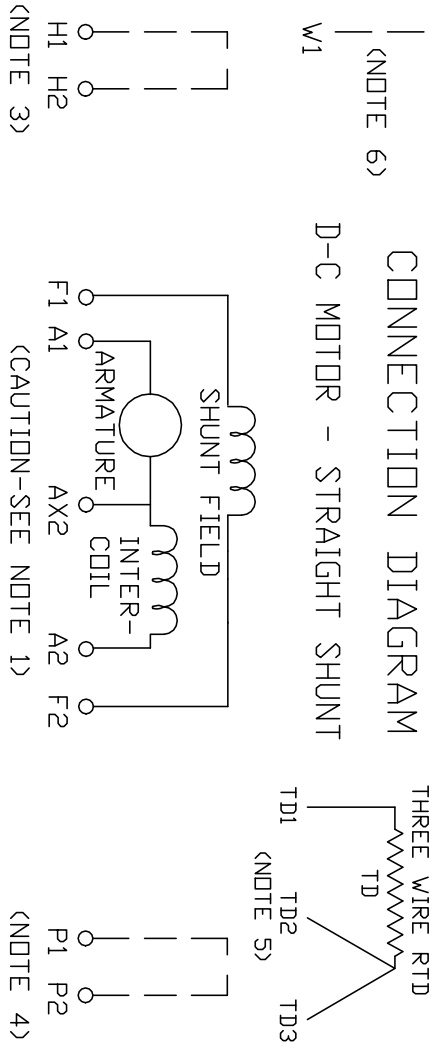 CONNECTION DIAGRAM
D-C MOTOR - STRAIGHT SHUNT
(NOTE 6)
W1
H1 H2
(NOTE 3)
SHUNT FIELD
ARMATURE
INTER-
COIL
F1 A1 AX2 A2 F2
(CAUTION-SEE NOTE 1)
THREE WIRE RTD
TD
TD1 TD2 TD3
(NOTE 5)
P1 P2
(NOTE 4)